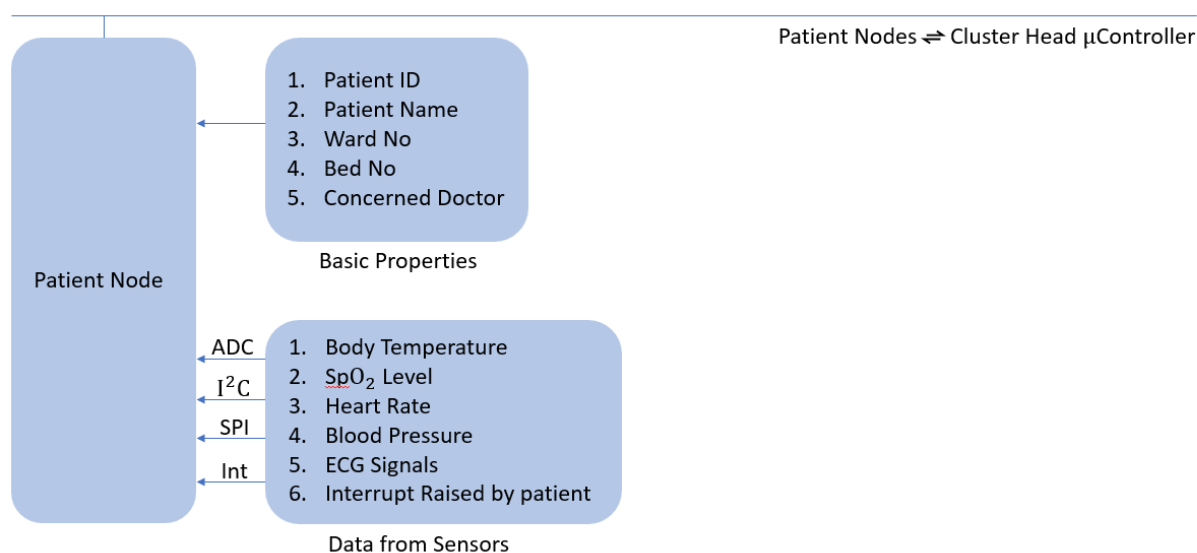 Patient Nodes ⇌ Cluster Head μController
1. Patient ID
2. Patient Name
3. Ward No
4. Bed No
5. Concerned Doctor
Basic Properties
Patient Node
ADC
I²C
SPI
Int
1. Body Temperature
2. SpO₂ Level
3. Heart Rate
4. Blood Pressure
5. ECG Signals
6. Interrupt Raised by patient
Data from Sensors